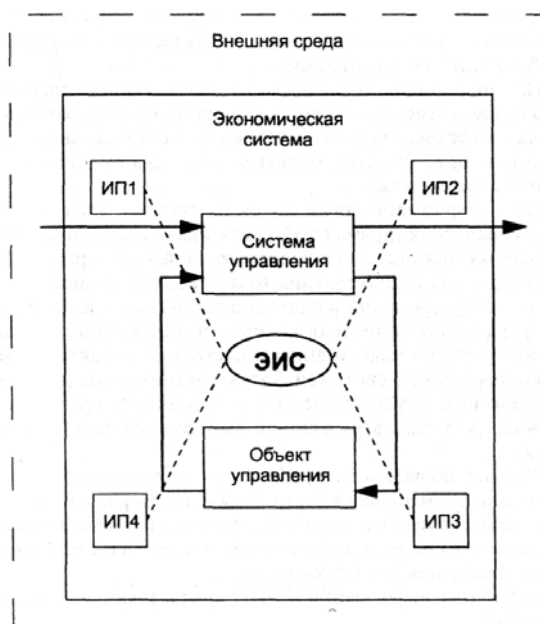 Внешняя среда
Экономическая
система
ИП1
ИП2
Система
управления
ЭИС
Объект
управления
ИП4
ИП3